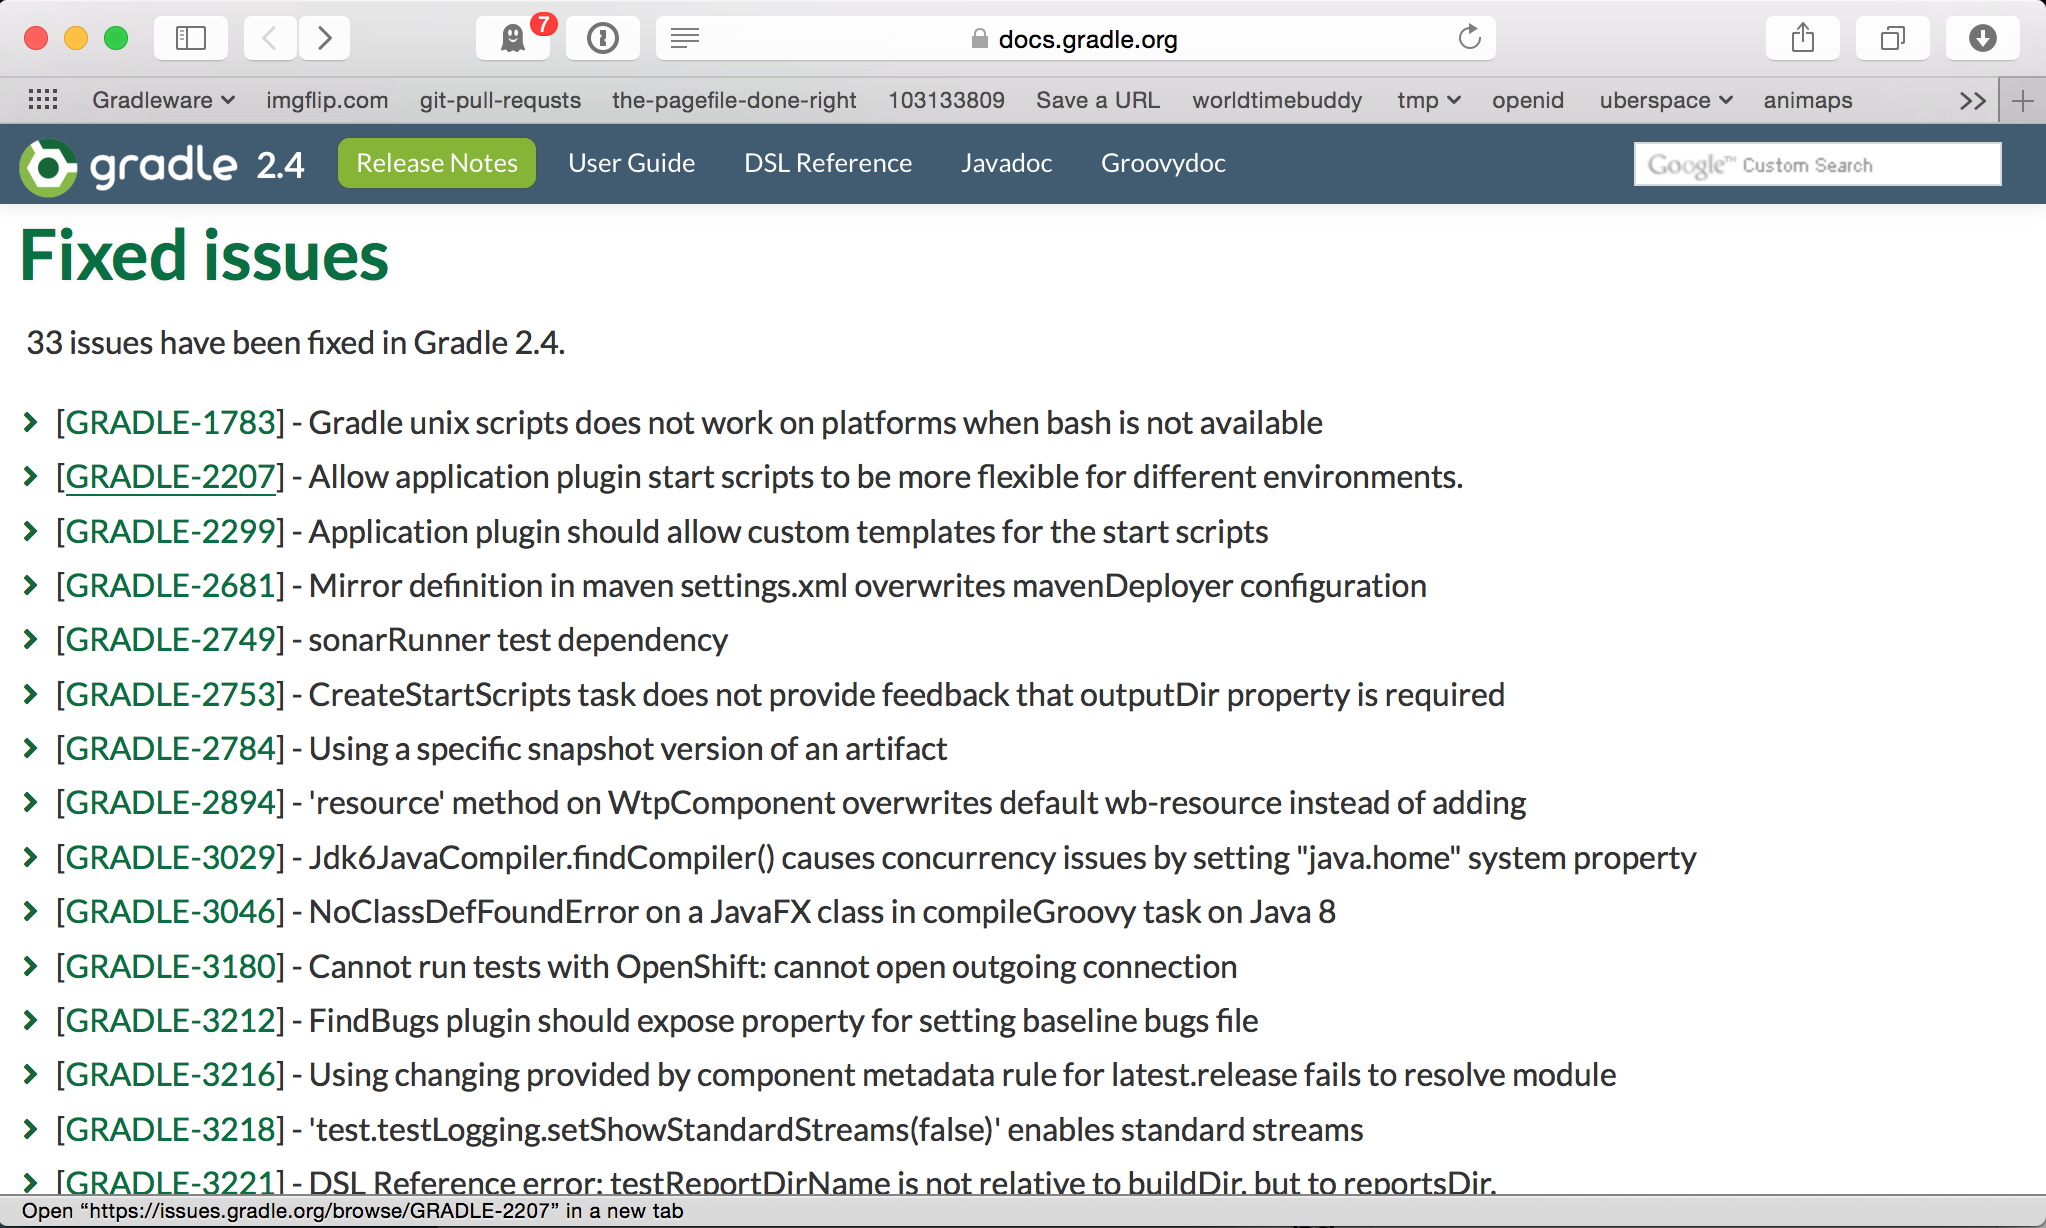 7
docs.gradle.org
Gradleware imgflip.com git-pull-requsts the-pagefile-done-right 103133809 Save a URL worldtimebuddy tmp openid uberspace animaps
gradle 2.4 Release Notes User Guide DSL Reference Javadoc Groovydoc Google™ Custom Search
Fixed issues
33 issues have been fixed in Gradle 2.4.
[GRADLE-1783] - Gradle unix scripts does not work on platforms when bash is not available
[GRADLE-2207] - Allow application plugin start scripts to be more flexible for different environments.
[GRADLE-2299] - Application plugin should allow custom templates for the start scripts
[GRADLE-2681] - Mirror definition in maven settings.xml overwrites mavenDeployer configuration
[GRADLE-2749] - sonarRunner test dependency
[GRADLE-2753] - CreateStartScripts task does not provide feedback that outputDir property is required
[GRADLE-2784] - Using a specific snapshot version of an artifact
[GRADLE-2894] - 'resource' method on WtpComponent overwrites default wb-resource instead of adding
[GRADLE-3029] - Jdk6JavaCompiler.findCompiler() causes concurrency issues by setting "java.home" system property
[GRADLE-3046] - NoClassDefFoundError on a JavaFX class in compileGroovy task on Java 8
[GRADLE-3180] - Cannot run tests with OpenShift: cannot open outgoing connection
[GRADLE-3212] - FindBugs plugin should expose property for setting baseline bugs file
[GRADLE-3216] - Using changing provided by component metadata rule for latest.release fails to resolve module
[GRADLE-3218] - 'test.testLogging.setShowStandardStreams(false)' enables standard streams
[GRADLE-3221] - DSL Reference error: testReportDirName is not relative to buildDir, but to reportsDir.
Open “https://issues.gradle.org/browse/GRADLE-2207” in a new tab